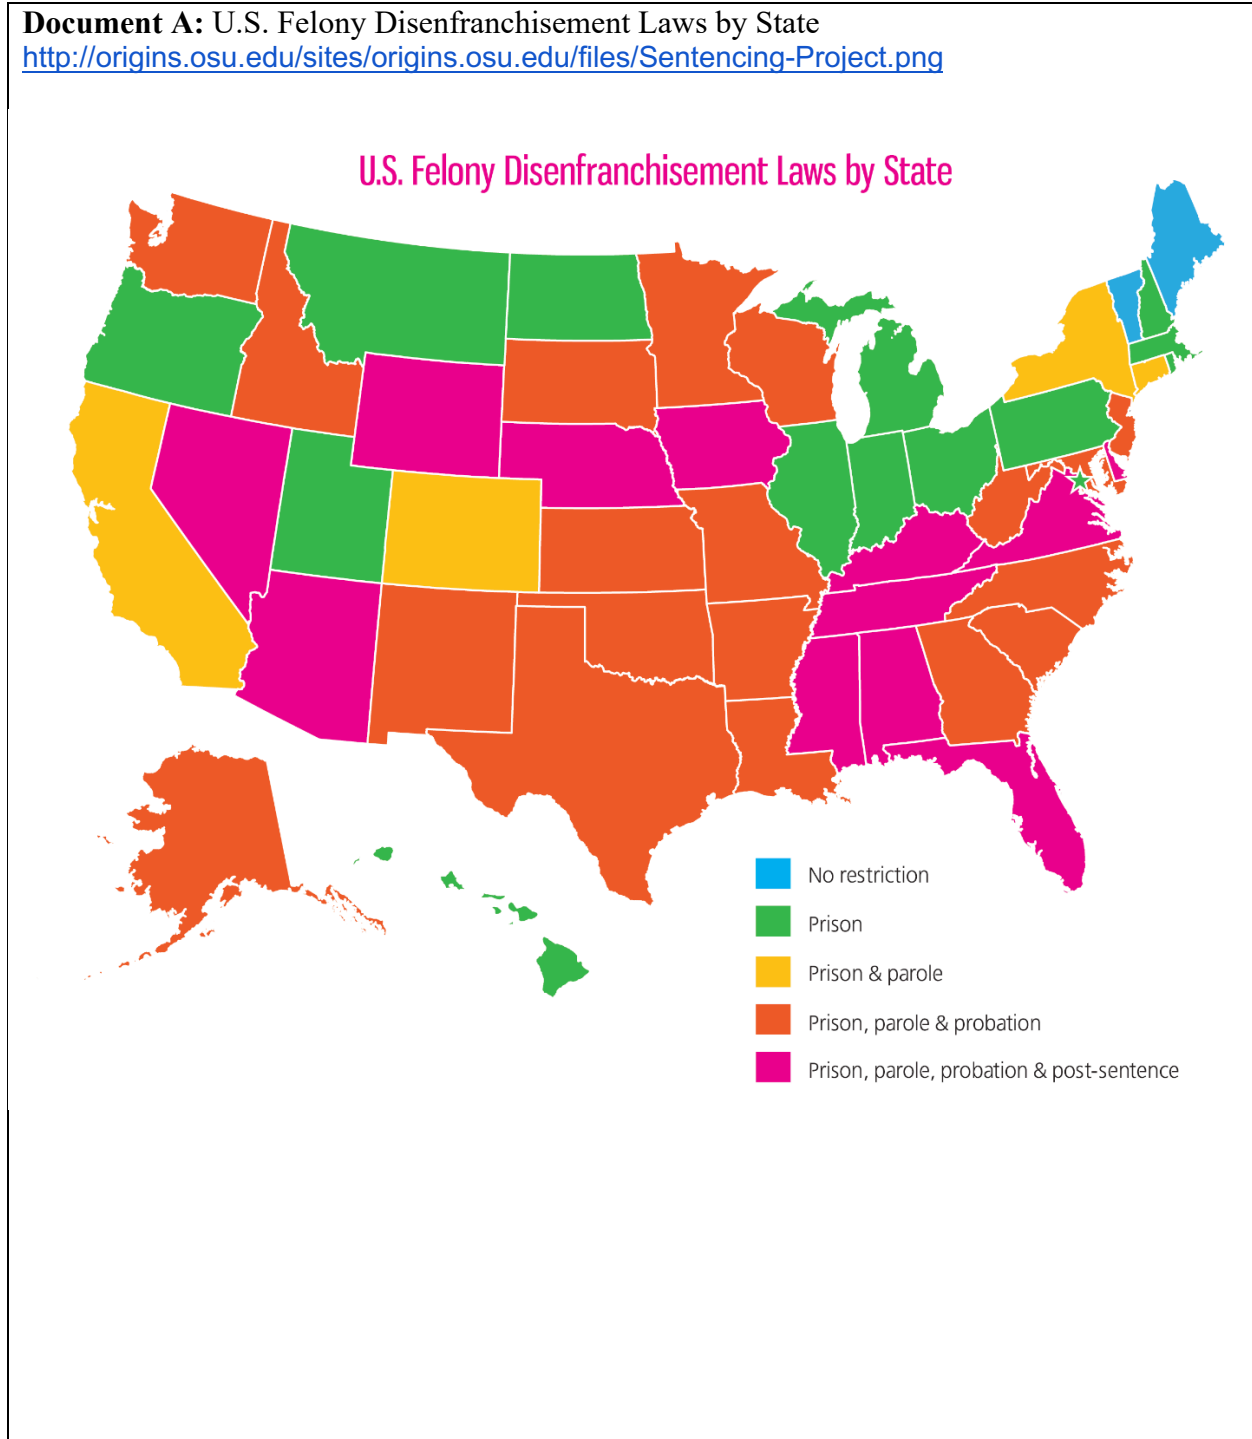 Document A: U.S. Felony Disenfranchisement Laws by State
http://origins.osu.edu/sites/origins.osu.edu/files/Sentencing-Project.png
U.S. Felony Disenfranchisement Laws by State
No restriction
Prison
Prison & parole
Prison, parole & probation
Prison, parole, probation & post-sentence